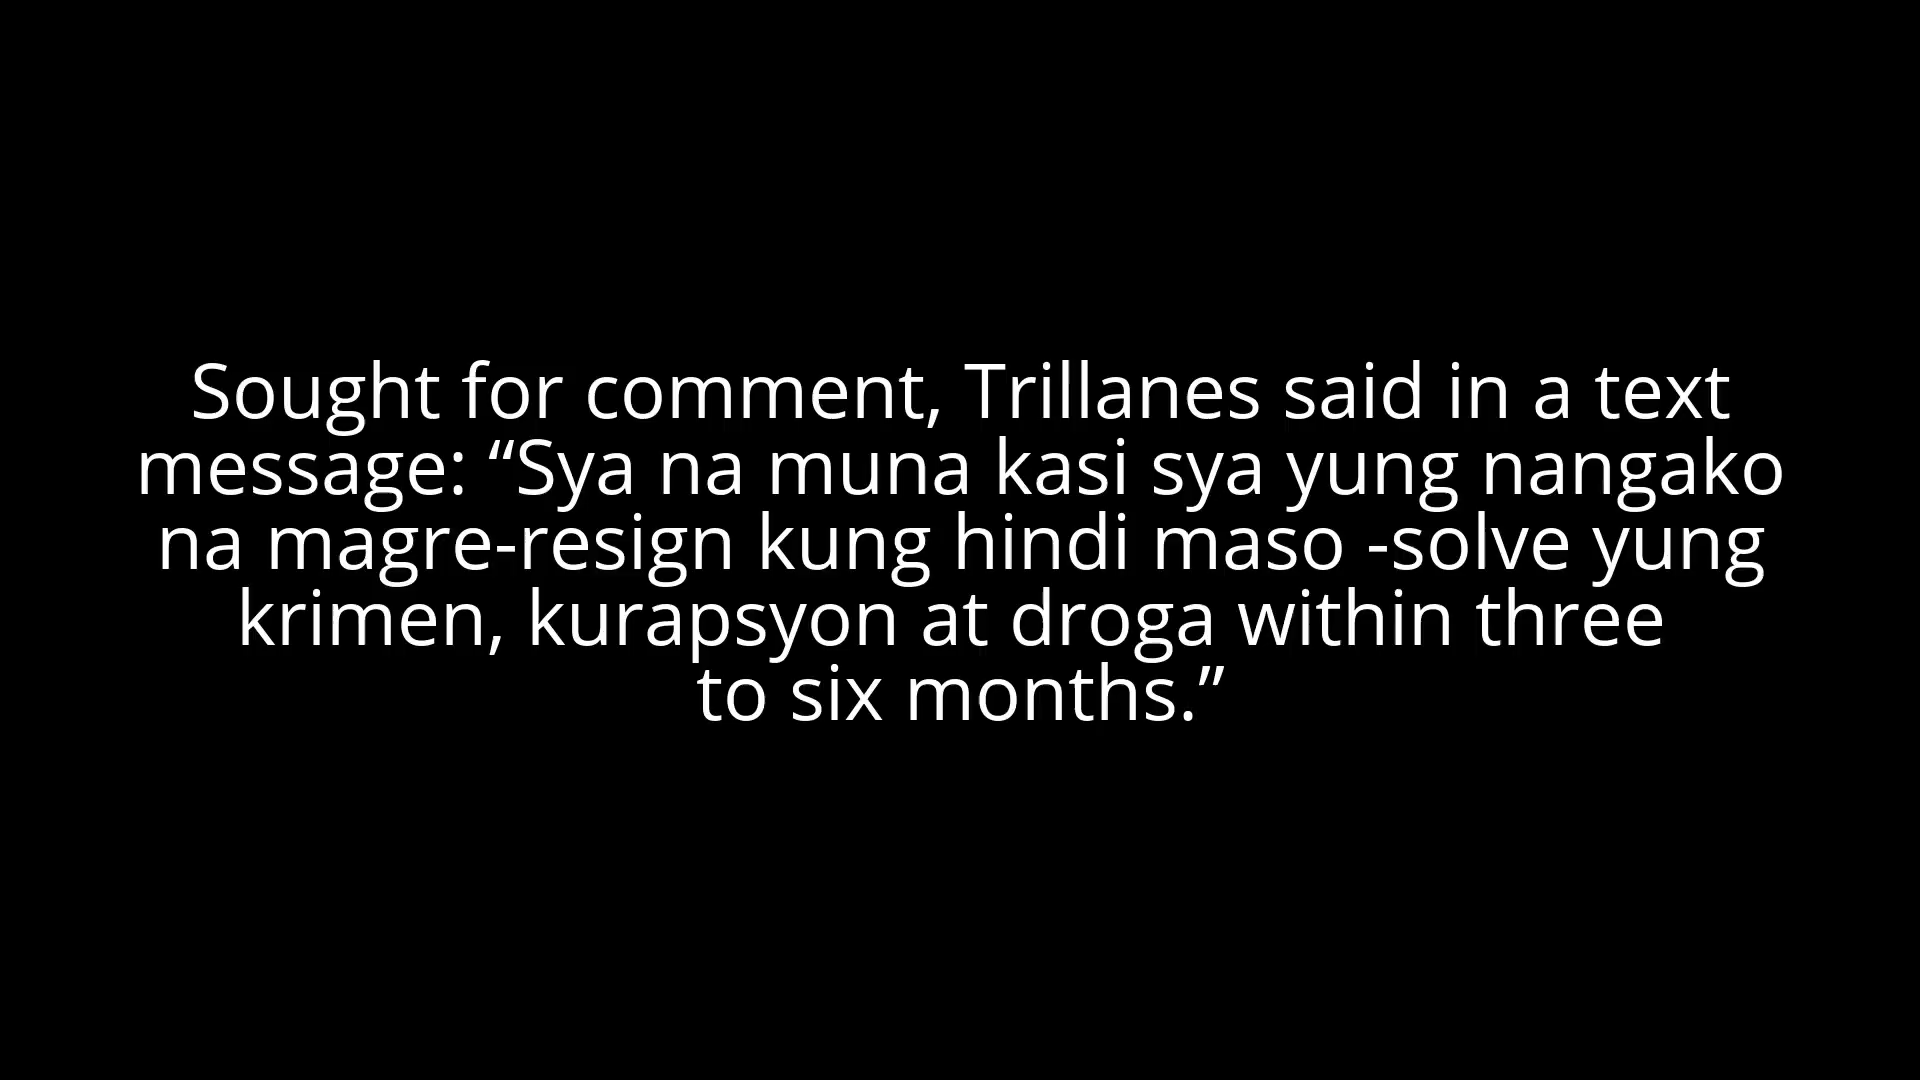 Sought for comment, Trillanes said in a text
message: “Sya na muna kasi sya yung nangako
na magre-resign kung hindi maso -solve yung
krimen, kurapsyon at droga within three
to six months.”